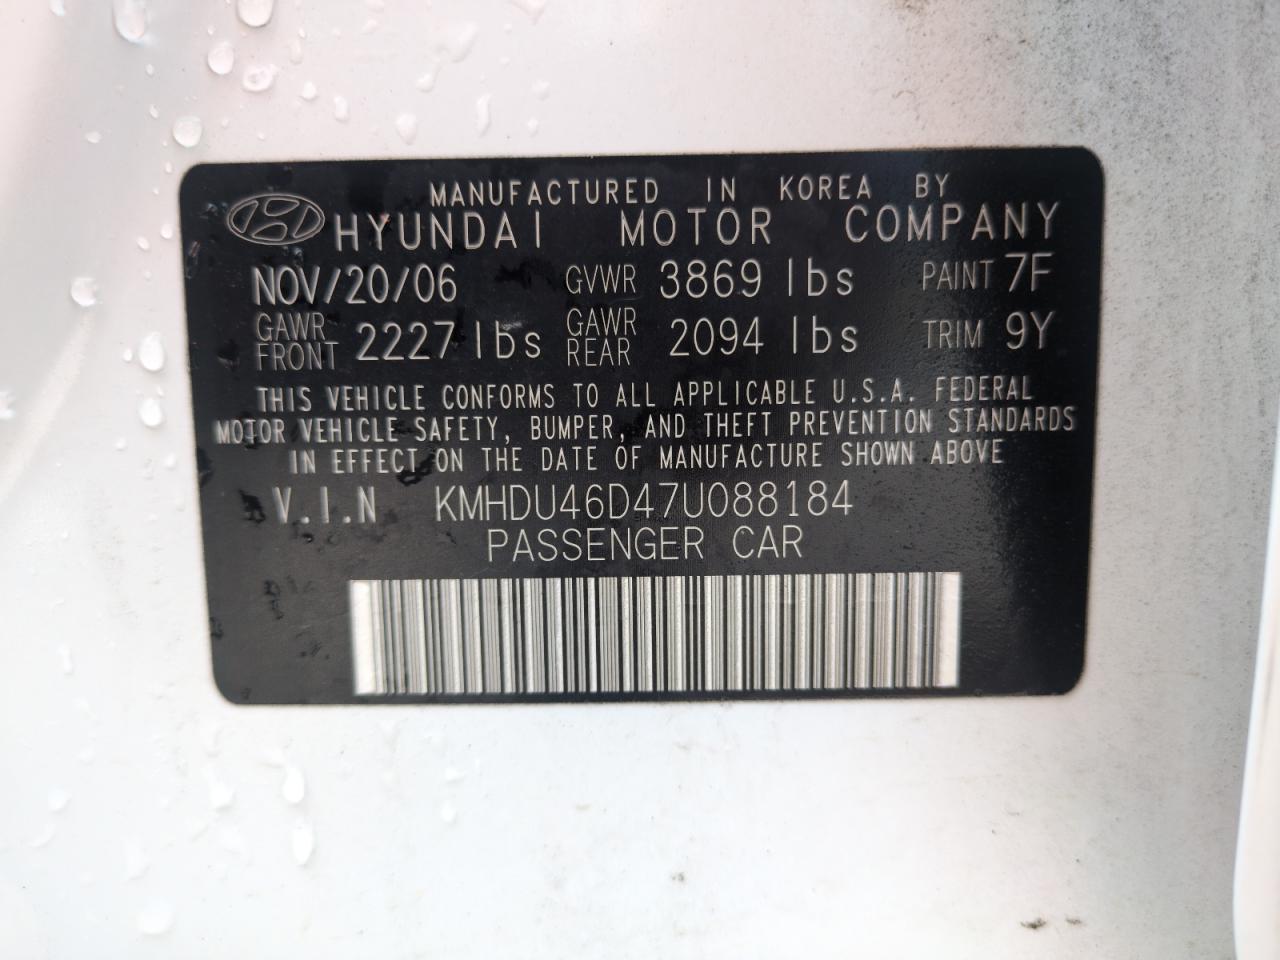 MANUFACTURED IN KOREA BY
HYUNDAI MOTOR COMPANY
NOV/20/06 GVWR 3869 lbs PAINT 7F
GAWR FRONT 2227 lbs GAWR REAR 2094 lbs TRIM 9Y
THIS VEHICLE CONFORMS TO ALL APPLICABLE U.S.A. FEDERAL
MOTOR VEHICLE SAFETY, BUMPER, AND THEFT PREVENTION STANDARDS
IN EFFECT ON THE DATE OF MANUFACTURE SHOWN ABOVE
V.I.N KMHDU46D47U088184
PASSENGER CAR